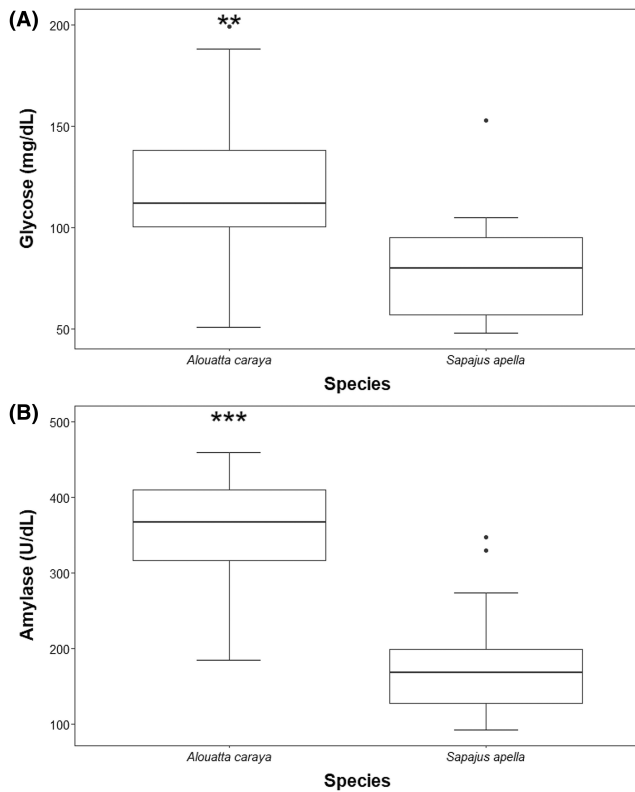 (A)
**
200
150
100
50
Glycose (mg/dL)
Alouatta caraya
Sapajus apella
Species
(B)
***
500
400
300
200
100
Amylase (U/dL)
Alouatta caraya
Sapajus apella
Species